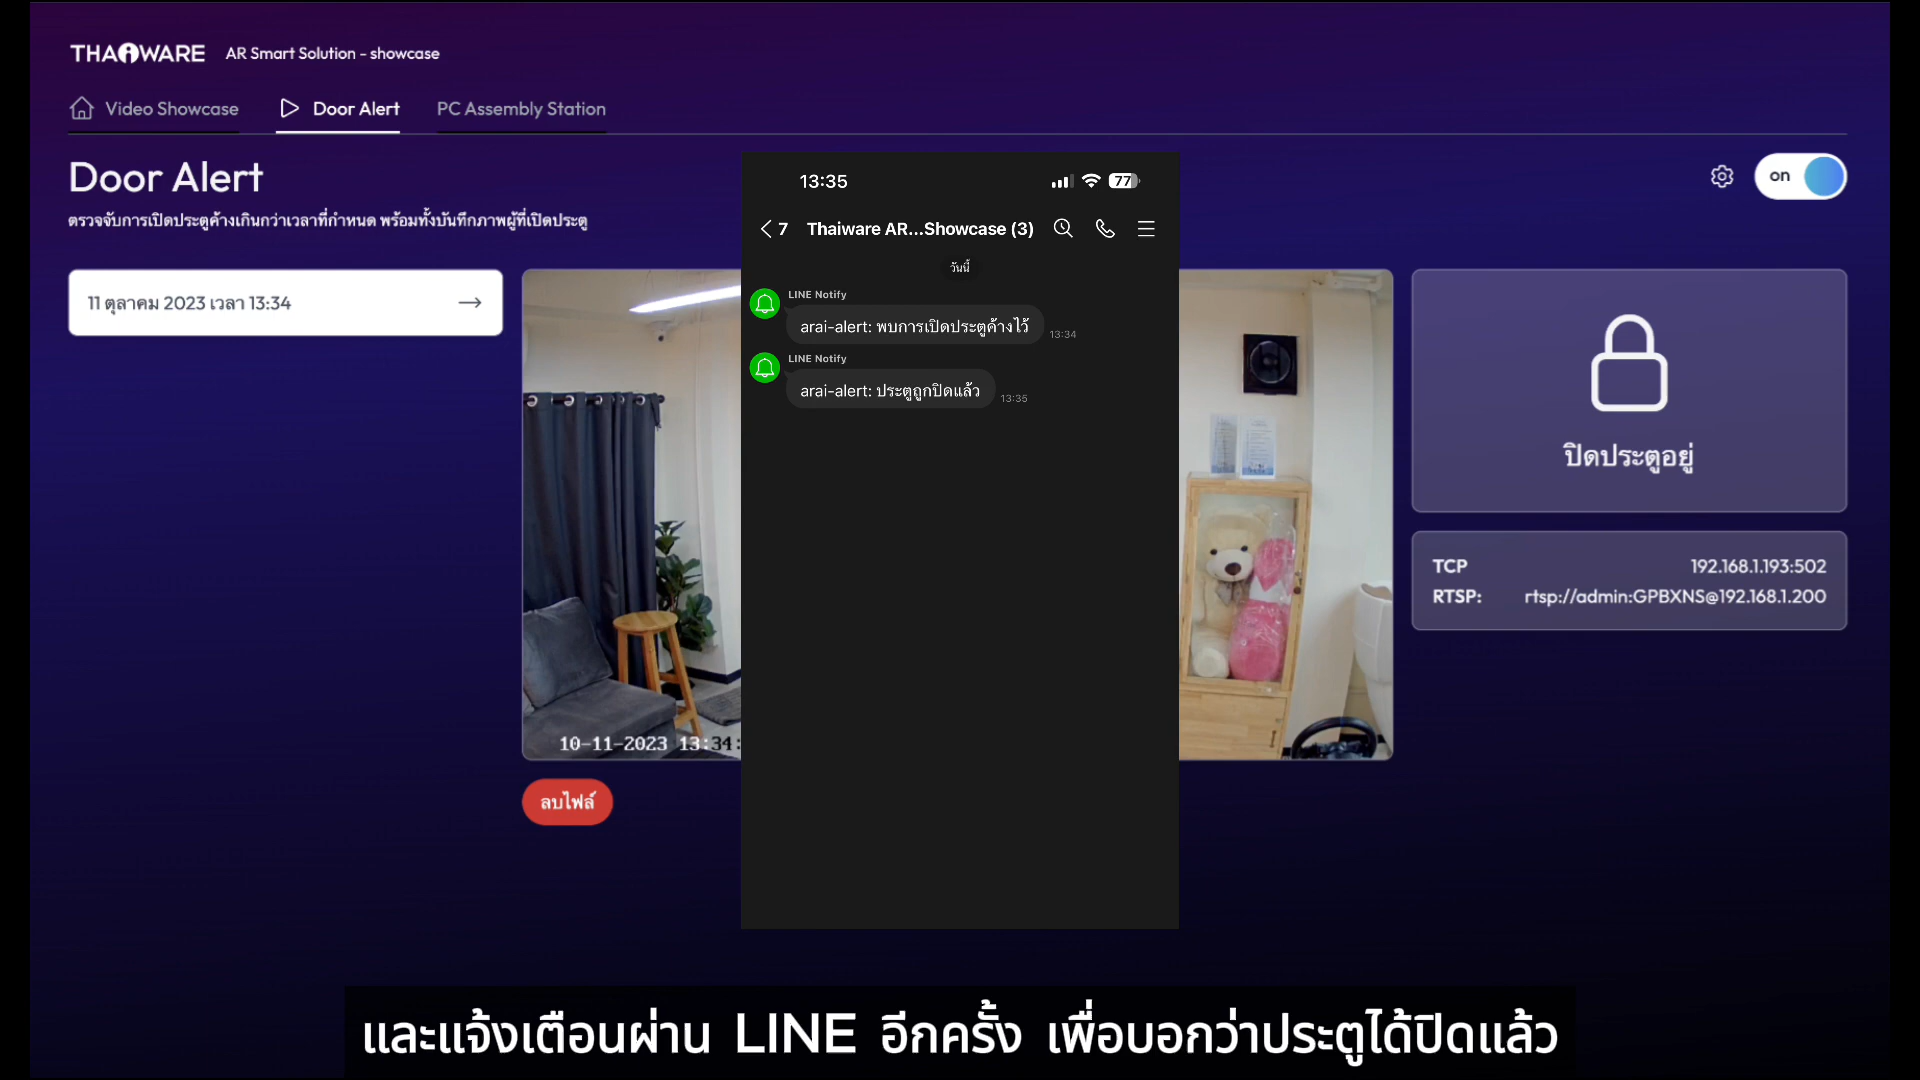 THAIWARE AR Smart Solution - showcase
Video Showcase Door Alert PC Assembly Station
Door Alert
ตรวจจับการเปิดประตูค้างเกินกว่าเวลาที่กำหนด พร้อมทั้งบันทึกภาพผู้ที่เปิดประตู
on
11 ตุลาคม 2023 เวลา 13:34
10-11-2023 13:34:
ลบไฟล์
13:35
77
7 Thaiware AR...Showcase (3)
วันนี้
LINE Notify
arai-alert: พบการเปิดประตูค้างไว้ 13:34
LINE Notify
arai-alert: ประตูถูกปิดแล้ว 13:35
ปิดประตูอยู่
TCP 192.168.1.193:502
RTSP: rtsp://admin:GPBXNS@192.168.1.200
และแจ้งเตือนผ่าน LINE อีกครั้ง เพื่อบอกว่าประตูได้ปิดแล้ว